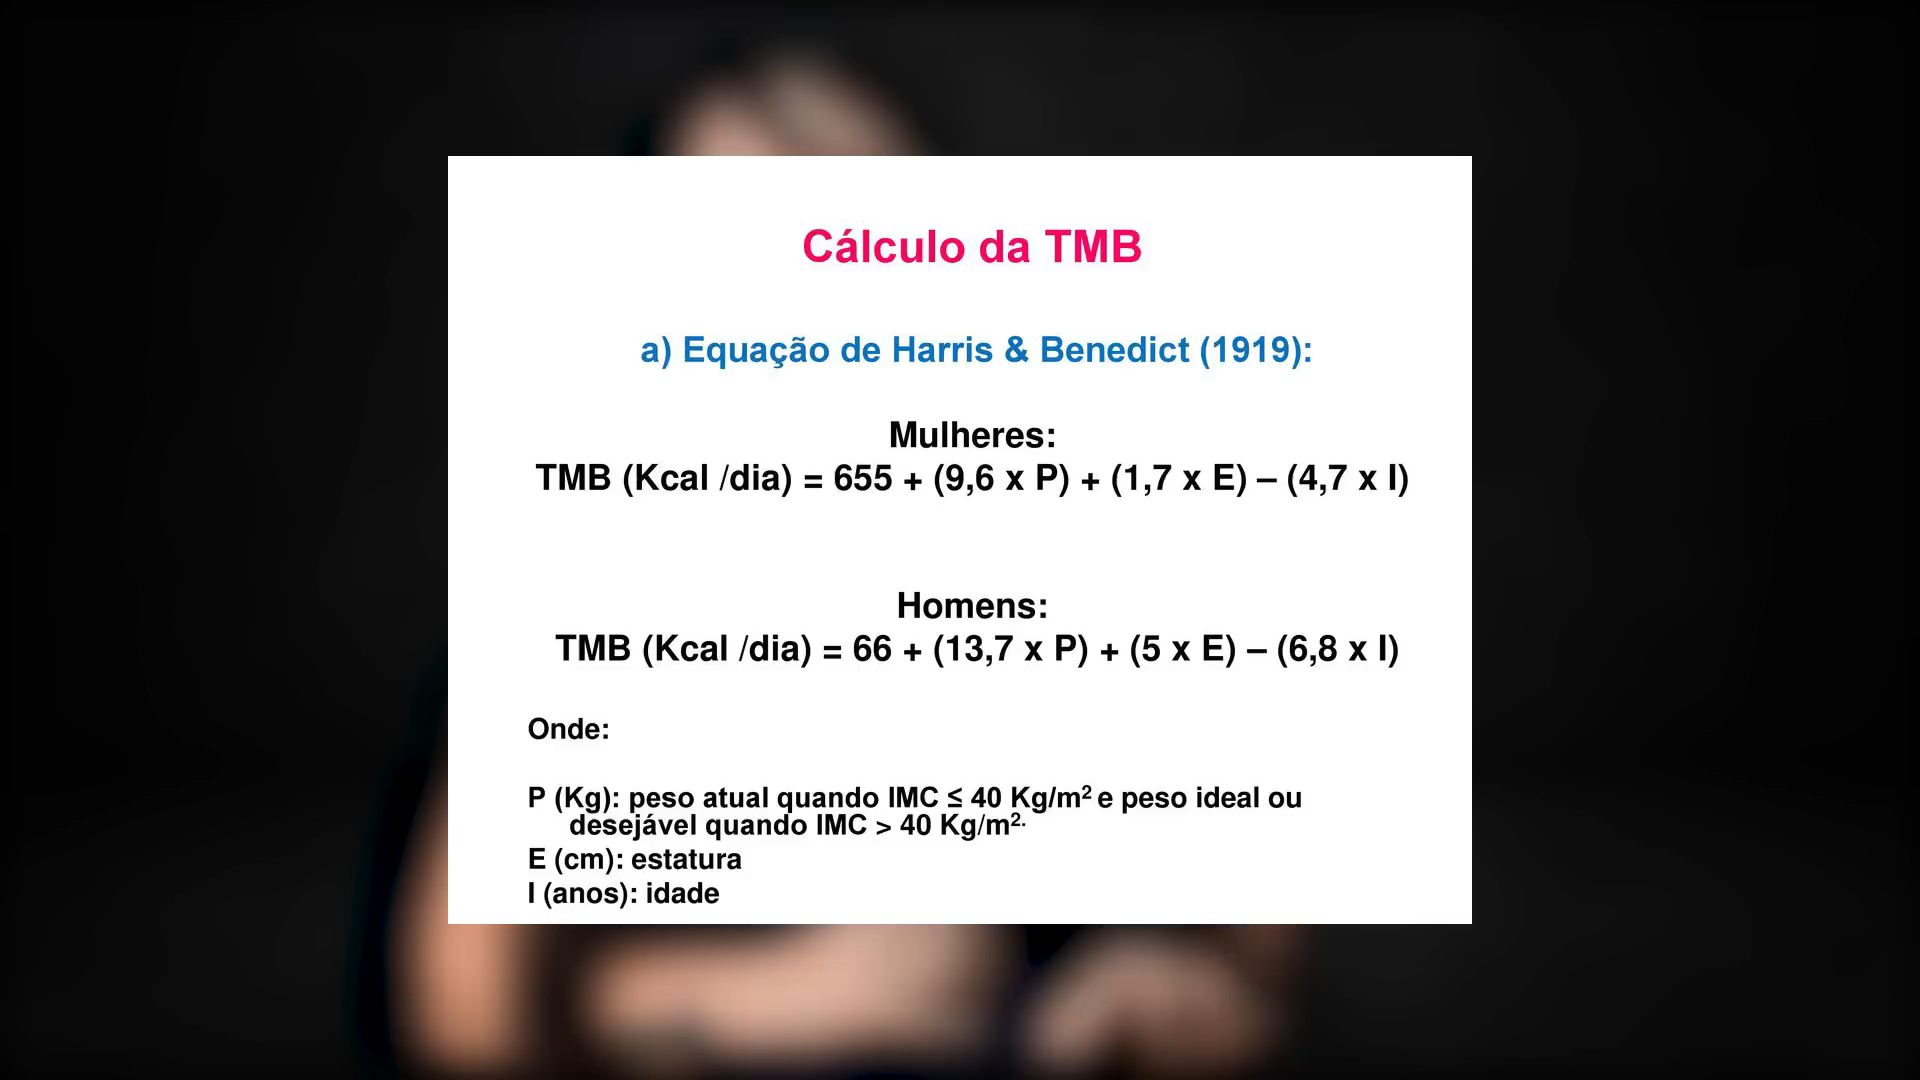 Cálculo da TMB
a) Equação de Harris & Benedict (1919):
Mulheres:
TMB (Kcal /dia) = 655 + (9,6 x P) + (1,7 x E) – (4,7 x I)
Homens:
TMB (Kcal /dia) = 66 + (13,7 x P) + (5 x E) – (6,8 x I)
Onde:
P (Kg): peso atual quando IMC ≤ 40 Kg/m² e peso ideal ou
desejável quando IMC > 40 Kg/m²·
E (cm): estatura
I (anos): idade